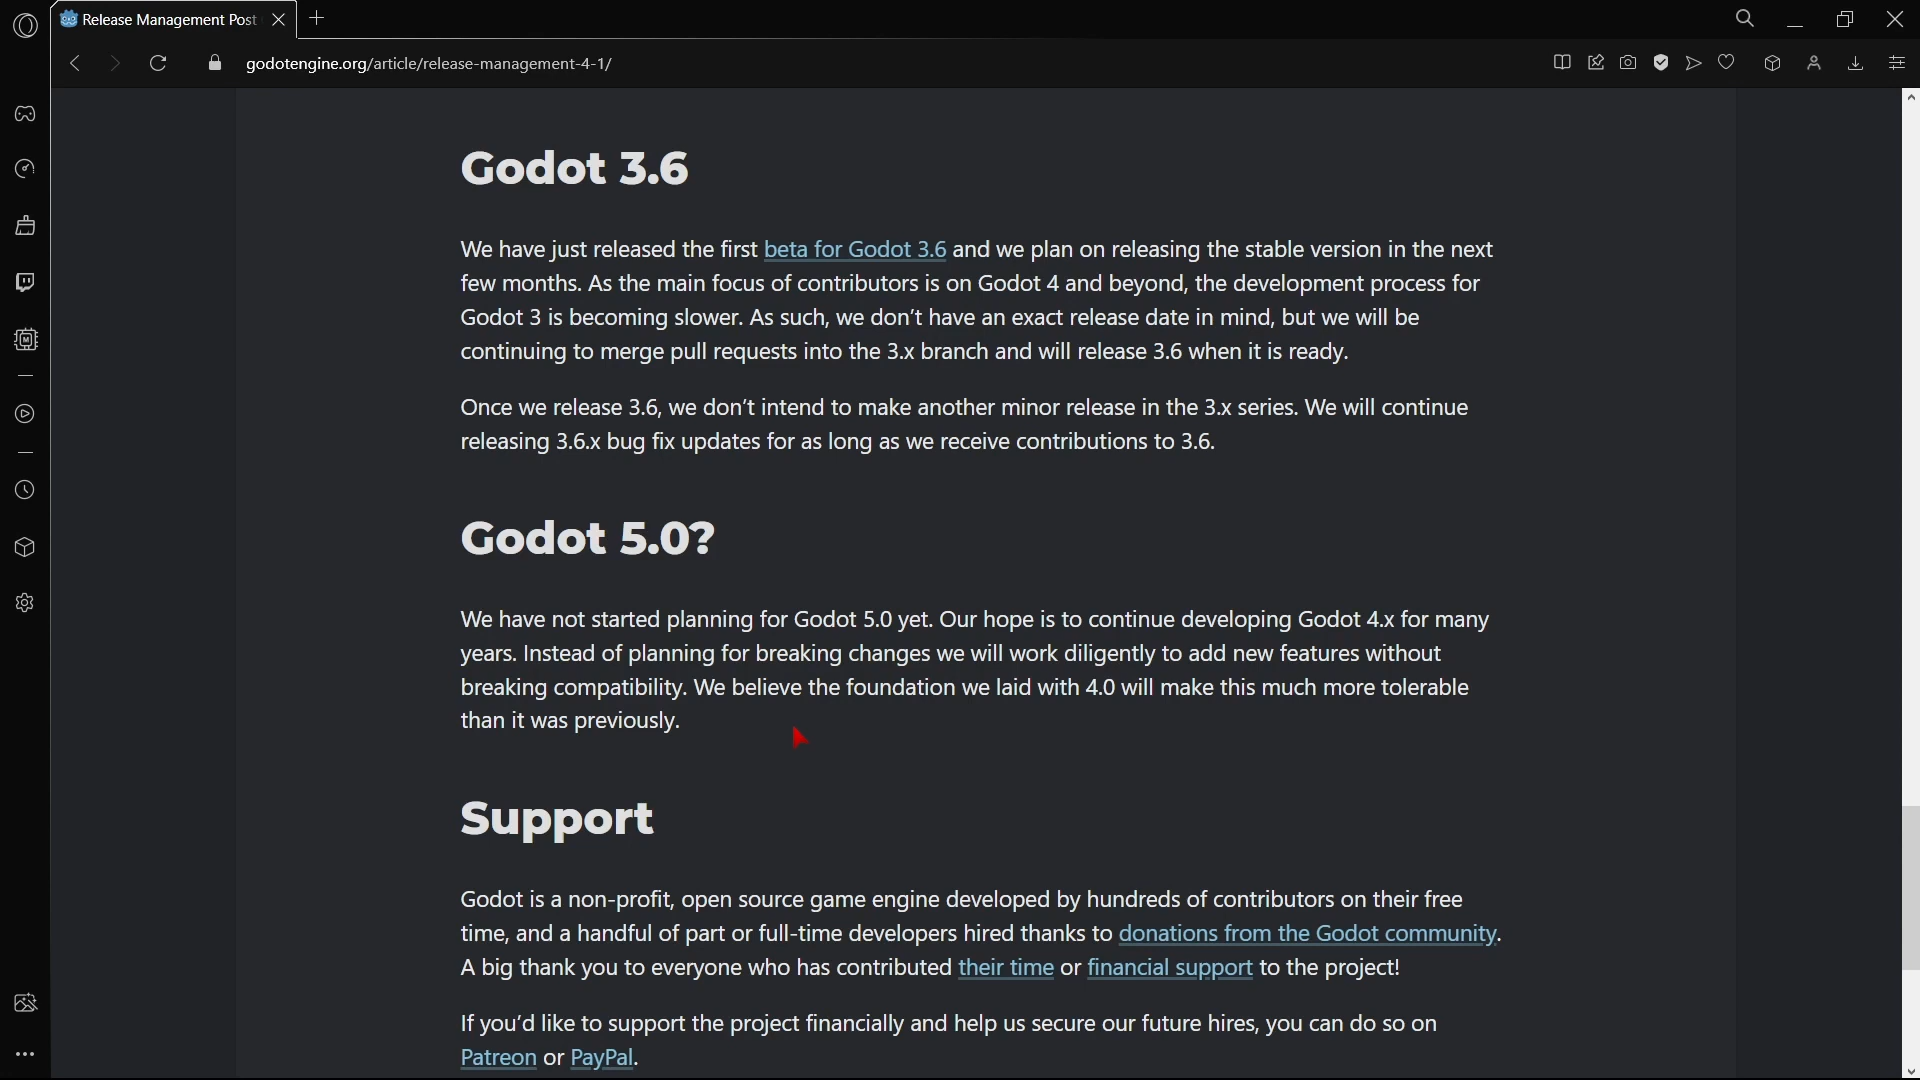 Release Management Post
godotengine.org/article/release-management-4-1/
Godot 3.6
We have just released the first beta for Godot 3.6 and we plan on releasing the stable version in the next
few months. As the main focus of contributors is on Godot 4 and beyond, the development process for
Godot 3 is becoming slower. As such, we don't have an exact release date in mind, but we will be
continuing to merge pull requests into the 3.x branch and will release 3.6 when it is ready.
Once we release 3.6, we don't intend to make another minor release in the 3.x series. We will continue
releasing 3.6.x bug fix updates for as long as we receive contributions to 3.6.
Godot 5.0?
We have not started planning for Godot 5.0 yet. Our hope is to continue developing Godot 4.x for many
years. Instead of planning for breaking changes we will work diligently to add new features without
breaking compatibility. We believe the foundation we laid with 4.0 will make this much more tolerable
than it was previously.
Support
Godot is a non-profit, open source game engine developed by hundreds of contributors on their free
time, and a handful of part or full-time developers hired thanks to donations from the Godot community.
A big thank you to everyone who has contributed their time or financial support to the project!
If you'd like to support the project financially and help us secure our future hires, you can do so on
Patreon or PayPal.